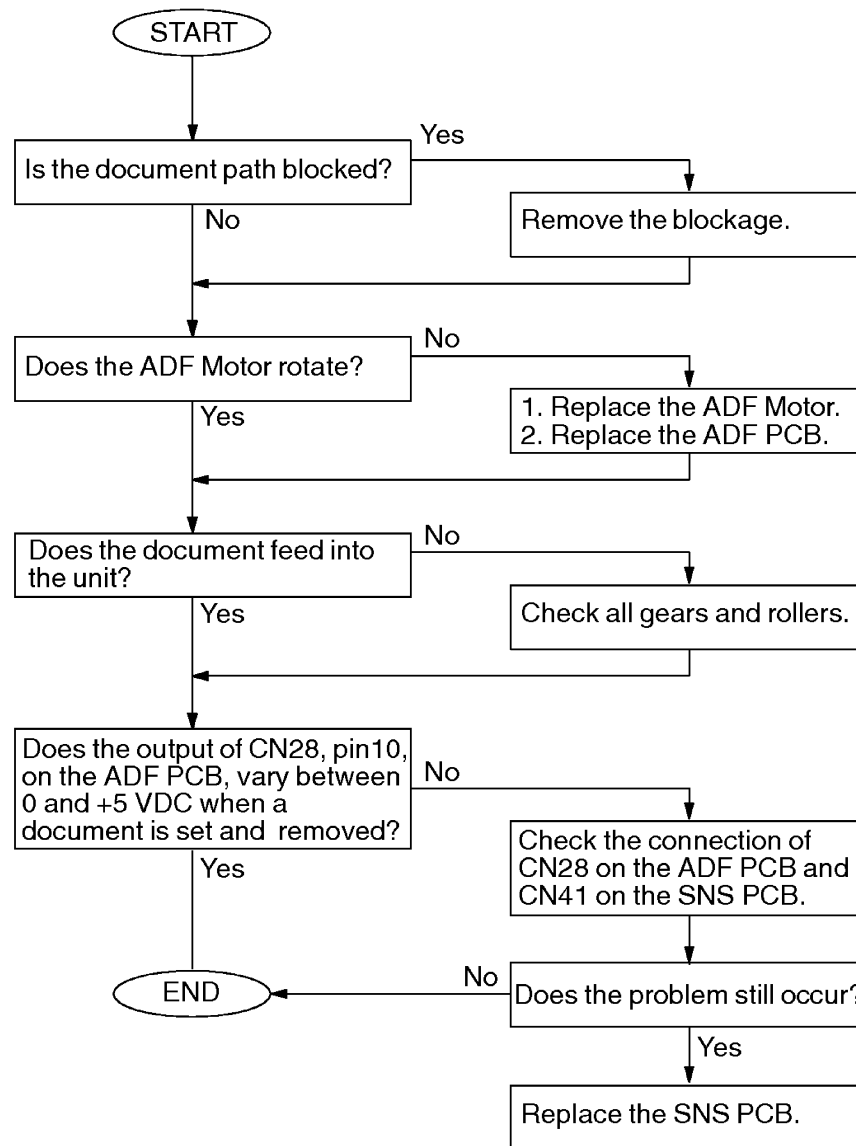 START
Is the document path blocked?
Yes
No
Remove the blockage.
Does the ADF Motor rotate?
No
Yes
1. Replace the ADF Motor.
2. Replace the ADF PCB.
Does the document feed into
the unit?
No
Yes
Check all gears and rollers.
Does the output of CN28, pin10,
on the ADF PCB, vary between
0 and +5 VDC when a
document is set and removed?
No
Yes
Check the connection of
CN28 on the ADF PCB and
CN41 on the SNS PCB.
Does the problem still occur?
No
END
Yes
Replace the SNS PCB.